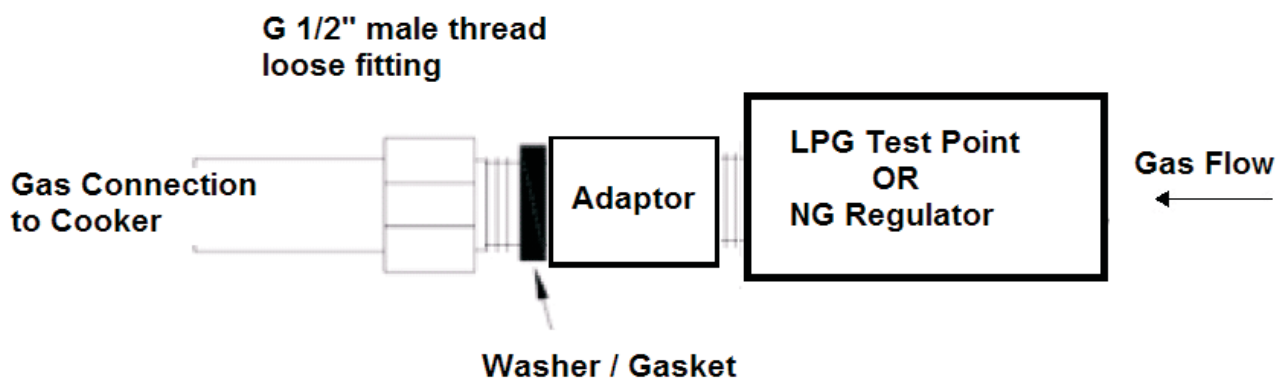 G 1/2" male thread
loose fitting
Gas Connection
to Cooker
Adaptor
LPG Test Point
OR
NG Regulator
Gas Flow
Washer / Gasket